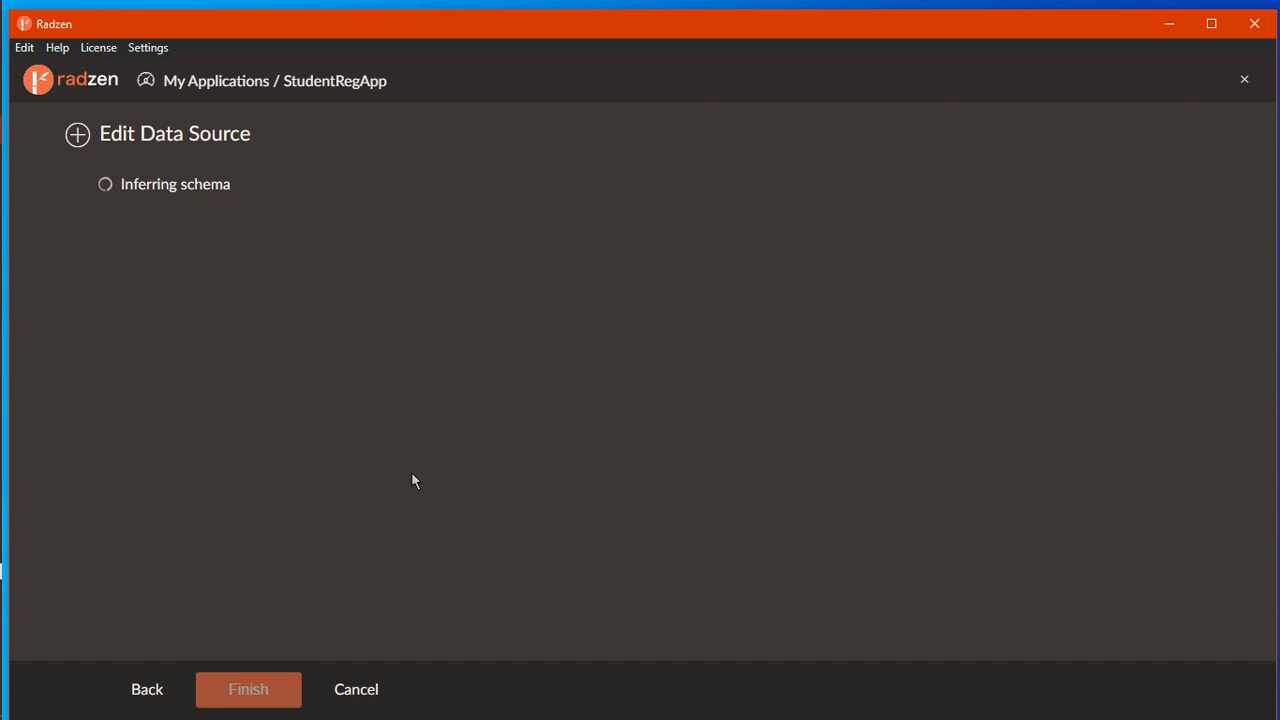 Radzen
Edit Help License Settings
radzen My Applications / StudentRegApp
Edit Data Source
Inferring schema
Back Finish Cancel